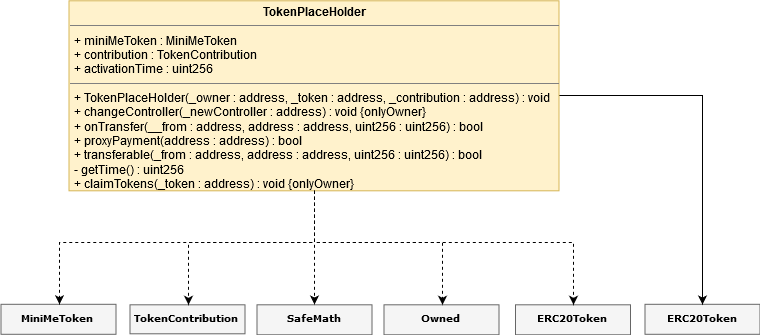 TokenPlaceHolder
+ miniMeToken : MiniMeToken
+ contribution : TokenContribution
+ activationTime : uint256
+ TokenPlaceHolder(_owner : address, _token : address, _contribution : address) : void
+ changeController(_newController : address) : void {onlyOwner}
+ onTransfer(__from : address, address : address, uint256 : uint256) : bool
+ proxyPayment(address : address) : bool
+ transferable(_from : address, address : address, uint256 : uint256) : bool
- getTime() : uint256
+ claimTokens(_token : address) : void {onlyOwner}
MiniMeToken
TokenContribution
SafeMath
Owned
ERC20Token
ERC20Token